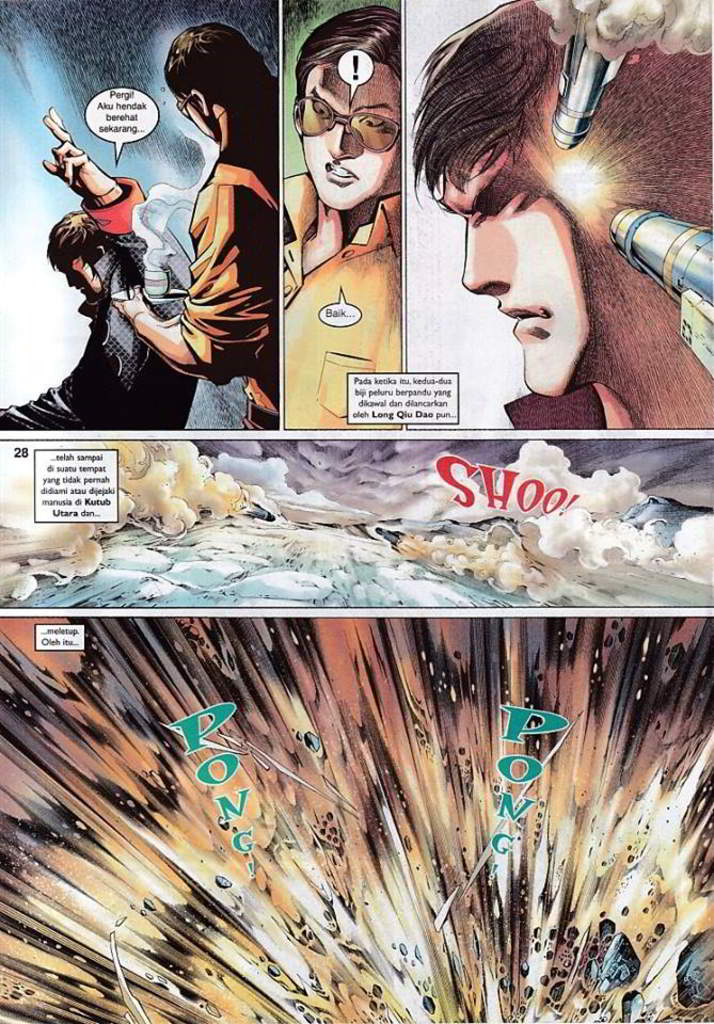 Pergi!
Aku hendak
berehat
sekarang...
!
Baik...
Pada ketika itu, kedua-dua
biji peluru berpandu yang
dikawal dan dilancarkan
oleh Long Qiu Dao pun...
28
...telah sampai
di suatu tempat
yang tidak pernah
didiami atau dijejaki
manusia di Kutub
Utara dan...
SHOO!
...meletup.
Oleh itu...
PONG!
PONG!